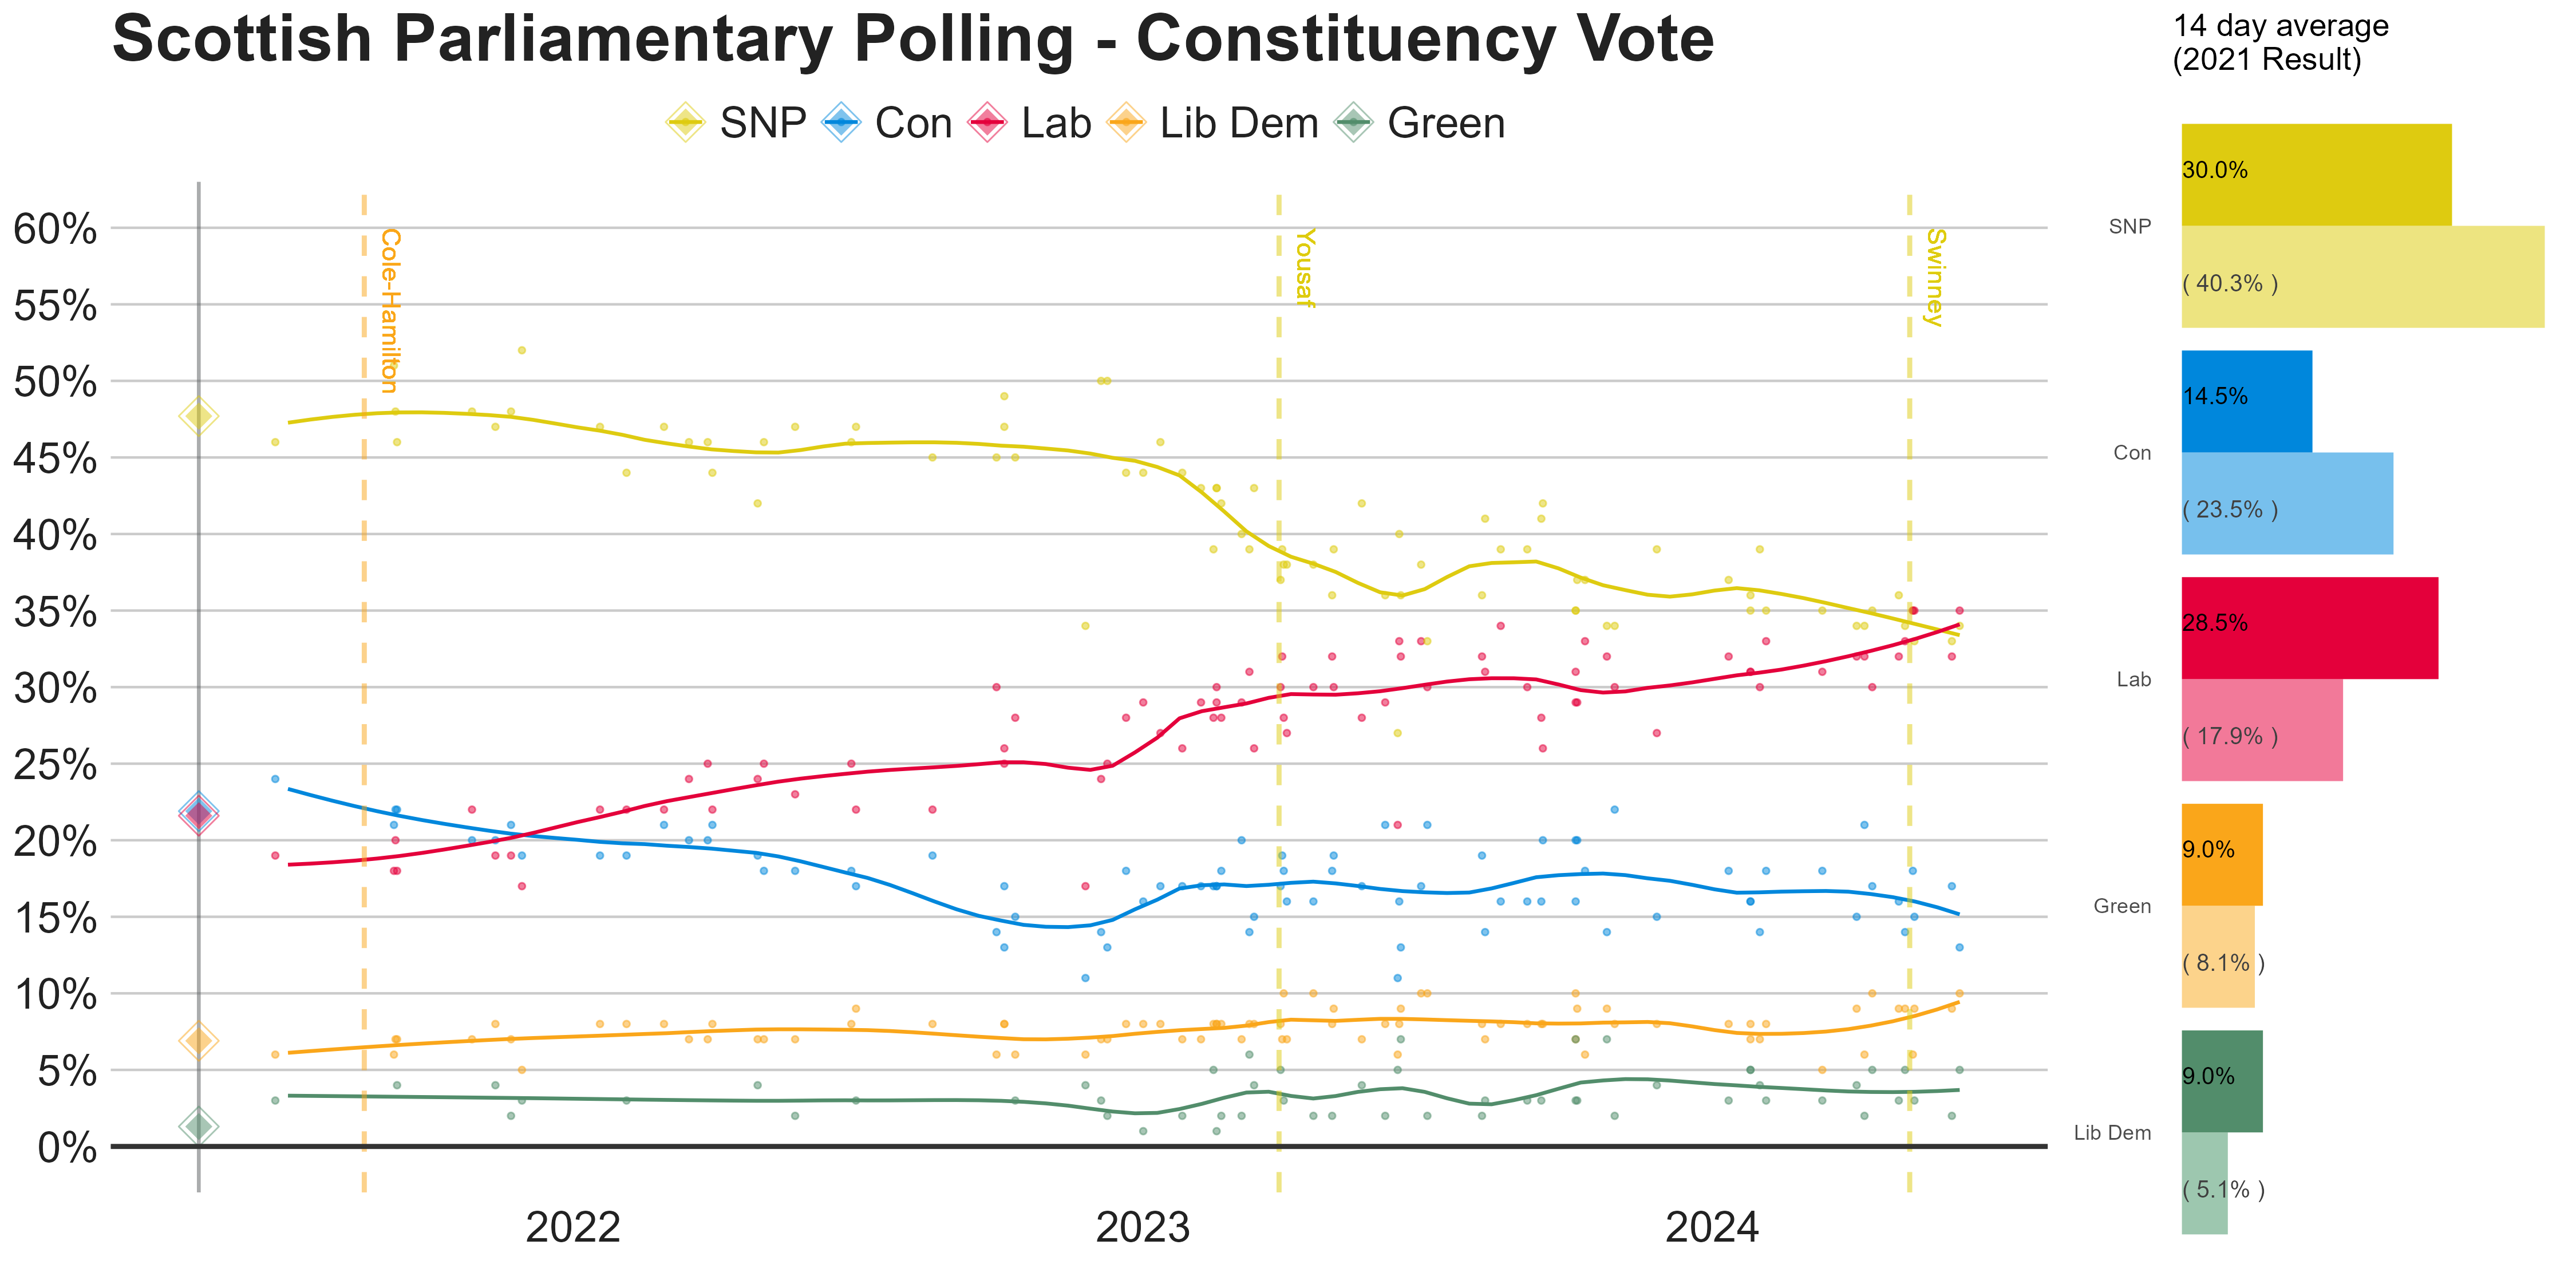 Scottish Parliamentary Polling - Constituency Vote
SNP Con Lab Lib Dem Green
60%
55%
50%
45%
40%
35%
30%
25%
20%
15%
10%
5%
0%
Cole-Hamilton
Yousaf
Swinney
2022 2023 2024
14 day average
(2021 Result)
30.0%
SNP
( 40.3% )
14.5%
Con
( 23.5% )
28.5%
Lab
( 17.9% )
9.0%
Green
( 8.1% )
9.0%
Lib Dem
( 5.1% )